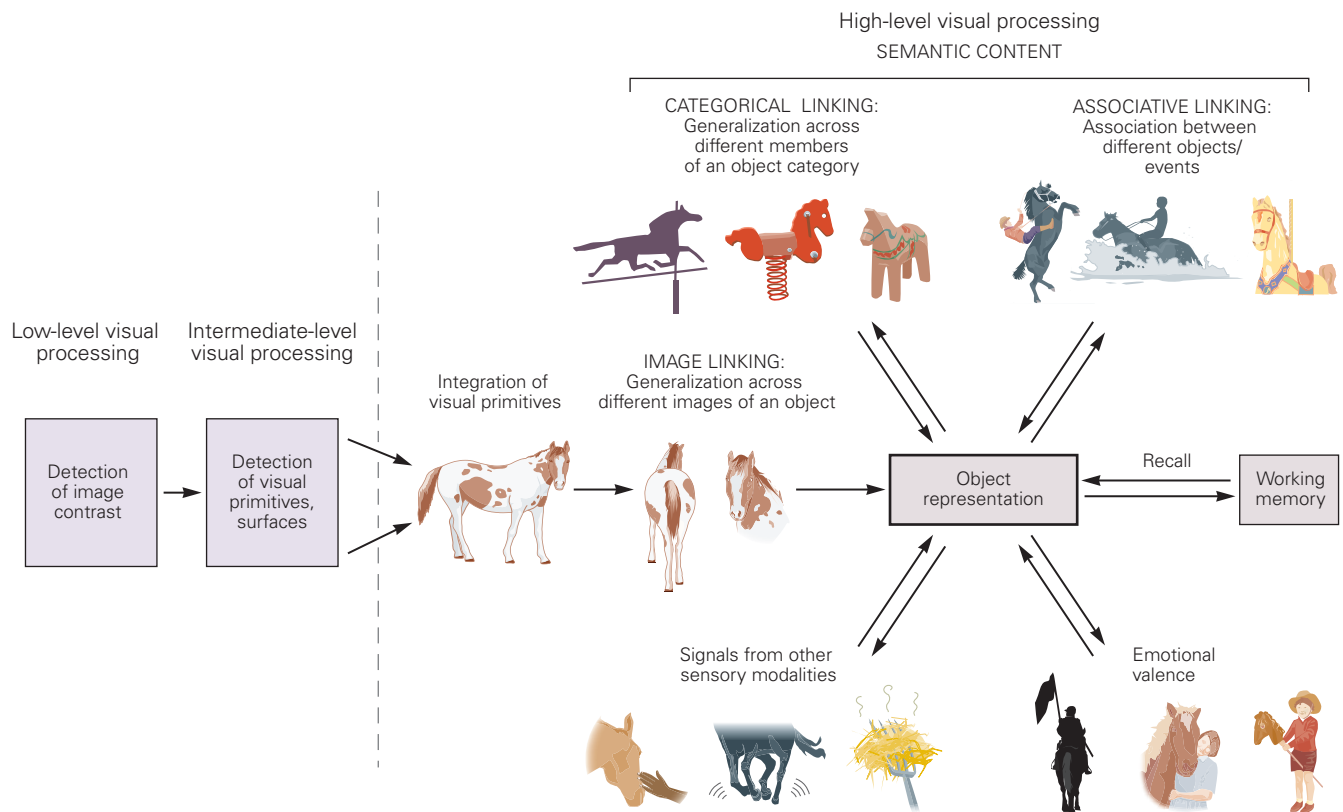 High-level visual processing
SEMANTIC CONTENT
CATEGORICAL LINKING:
Generalization across
different members
of an object category
ASSOCIATIVE LINKING:
Association between
different objects/
events
Low-level visual
processing
Intermediate-level
visual processing
Integration of
visual primitives
IMAGE LINKING:
Generalization across
different images of an object
Detection
of image
contrast
Detection
of visual
primitives,
surfaces
Object
representation
Recall
Working
memory
Signals from other
sensory modalities
Emotional
valence